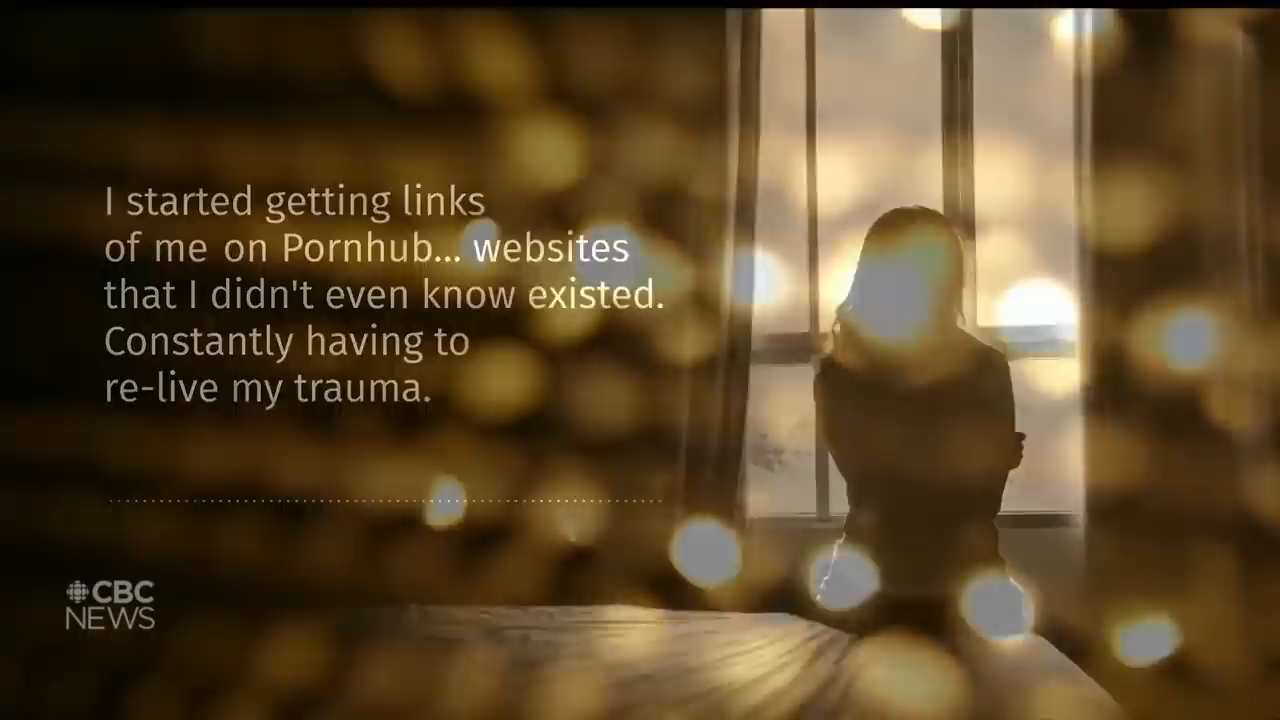 I started getting links
of me on Pornhub... websites
that I didn't even know existed.
Constantly having to
re-live my trauma.
CBC
NEWS